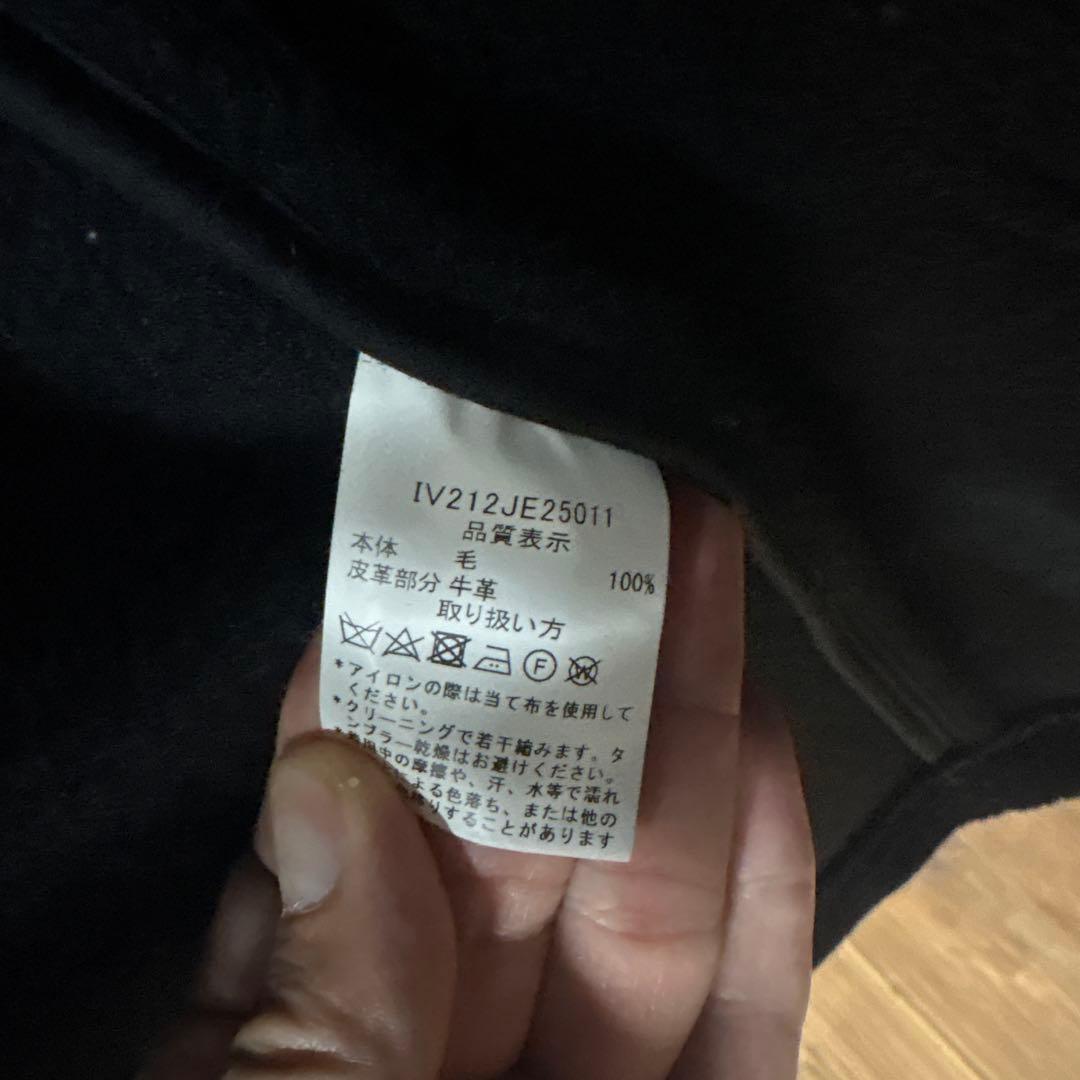 IV212JE25011
品質表示
本体 毛 100%
皮革部分 牛革
取り扱い方
F W
*アイロンの際は当て布を使用して
ください。
*クリーニングで若干縮みます。タ
ンブラー乾燥はお避けください。
中の摩擦や、汗、水等で濡れ
よる色落ち、または他の
りすることがあります